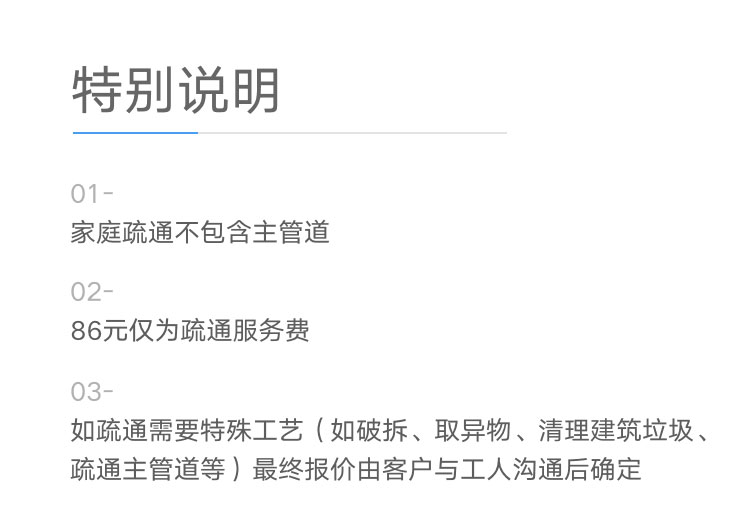 特别说明
01-
家庭疏通不包含主管道
02-
86元仅为疏通服务费
03-
如疏通需要特殊工艺（如破拆、取异物、清理建筑垃圾、
疏通主管道等）最终报价由客户与工人沟通后确定